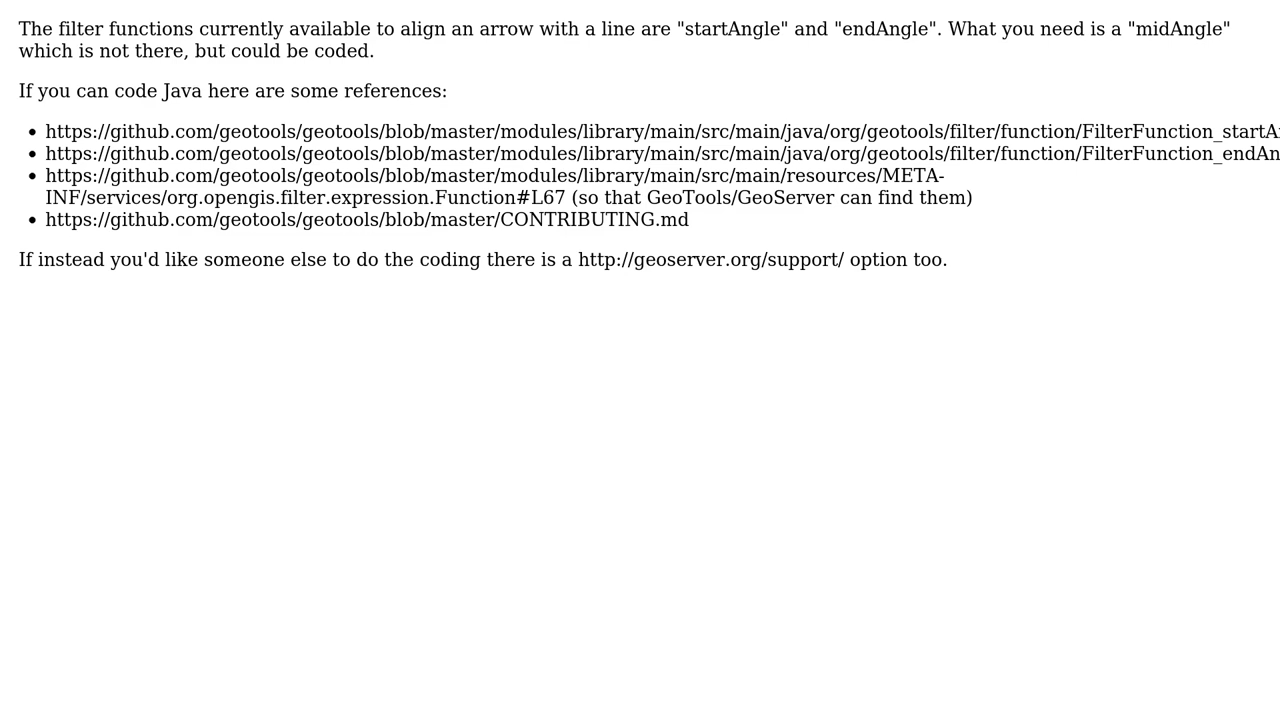 The filter functions currently available to align an arrow with a line are "startAngle" and "endAngle". What you need is a "midAngle"
which is not there, but could be coded.
If you can code Java here are some references:
• https://github.com/geotools/geotools/blob/master/modules/library/main/src/main/java/org/geotools/filter/function/FilterFunction_startA
• https://github.com/geotools/geotools/blob/master/modules/library/main/src/main/java/org/geotools/filter/function/FilterFunction_endAn
• https://github.com/geotools/geotools/blob/master/modules/library/main/src/main/resources/META-
INF/services/org.opengis.filter.expression.Function#L67 (so that GeoTools/GeoServer can find them)
• https://github.com/geotools/geotools/blob/master/CONTRIBUTING.md
If instead you'd like someone else to do the coding there is a http://geoserver.org/support/ option too.